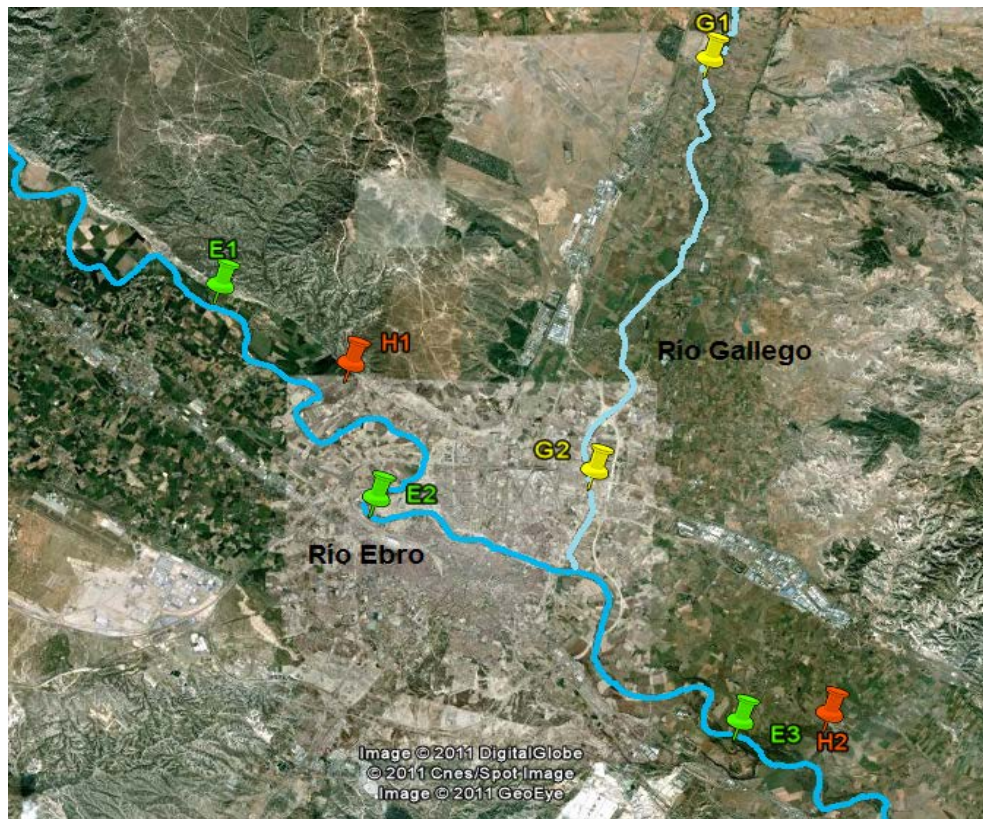 G1
E1
H1
Río Gallego
G2
E2
Río Ebro
E3
H2
Image © 2011 DigitalGlobe
© 2011 Cnes/Spot Image
Image © 2011 GeoEye